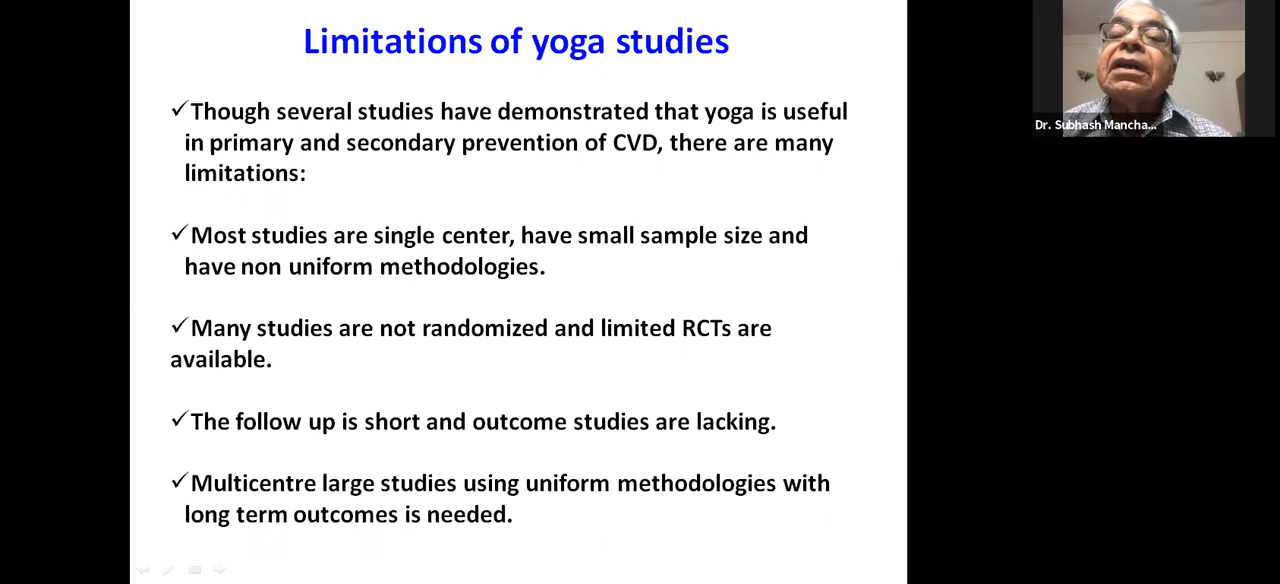 Limitations of yoga studies
✓Though several studies have demonstrated that yoga is useful
in primary and secondary prevention of CVD, there are many
limitations:
✓Most studies are single center, have small sample size and
have non uniform methodologies.
✓Many studies are not randomized and limited RCTs are
available.
✓The follow up is short and outcome studies are lacking.
✓Multicentre large studies using uniform methodologies with
long term outcomes is needed.
Dr. Subhash Mancha...